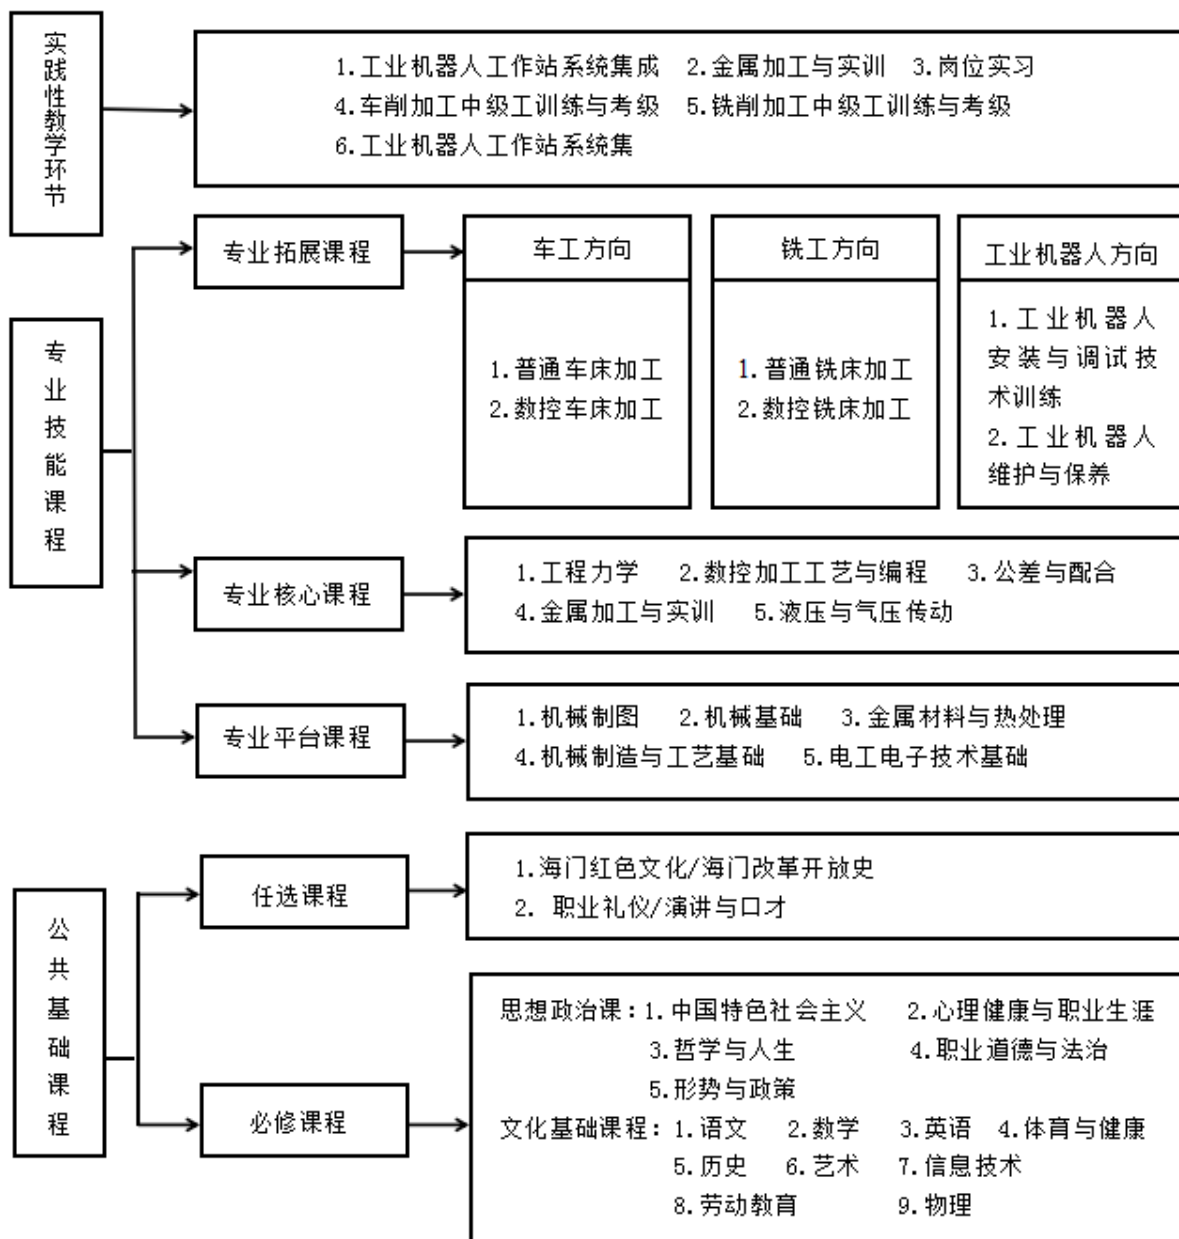 实践性教学环节
1.工业机器人工作站系统集成 2.金属加工与实训 3.岗位实习
4.车削加工中级工训练与考级 5.铣削加工中级工训练与考级
6.工业机器人工作站系统集
专业技能课程
专业拓展课程
车工方向
1.普通车床加工
2.数控车床加工
铣工方向
1.普通铣床加工
2.数控铣床加工
工业机器人方向
1.工业机器人
安装与调试技
术训练
2.工业机器人
维护与保养
专业核心课程
1.工程力学 2.数控加工工艺与编程 3.公差与配合
4.金属加工与实训 5.液压与气压传动
专业平台课程
1.机械制图 2.机械基础 3.金属材料与热处理
4.机械制造与工艺基础 5.电工电子技术基础
公共基础课程
任选课程
1.海门红色文化/海门改革开放史
2. 职业礼仪/演讲与口才
必修课程
思想政治课:1.中国特色社会主义 2.心理健康与职业生涯
3.哲学与人生 4.职业道德与法治
5.形势与政策
文化基础课程:1.语文 2.数学 3.英语 4.体育与健康
5.历史 6.艺术 7.信息技术
8.劳动教育 9.物理